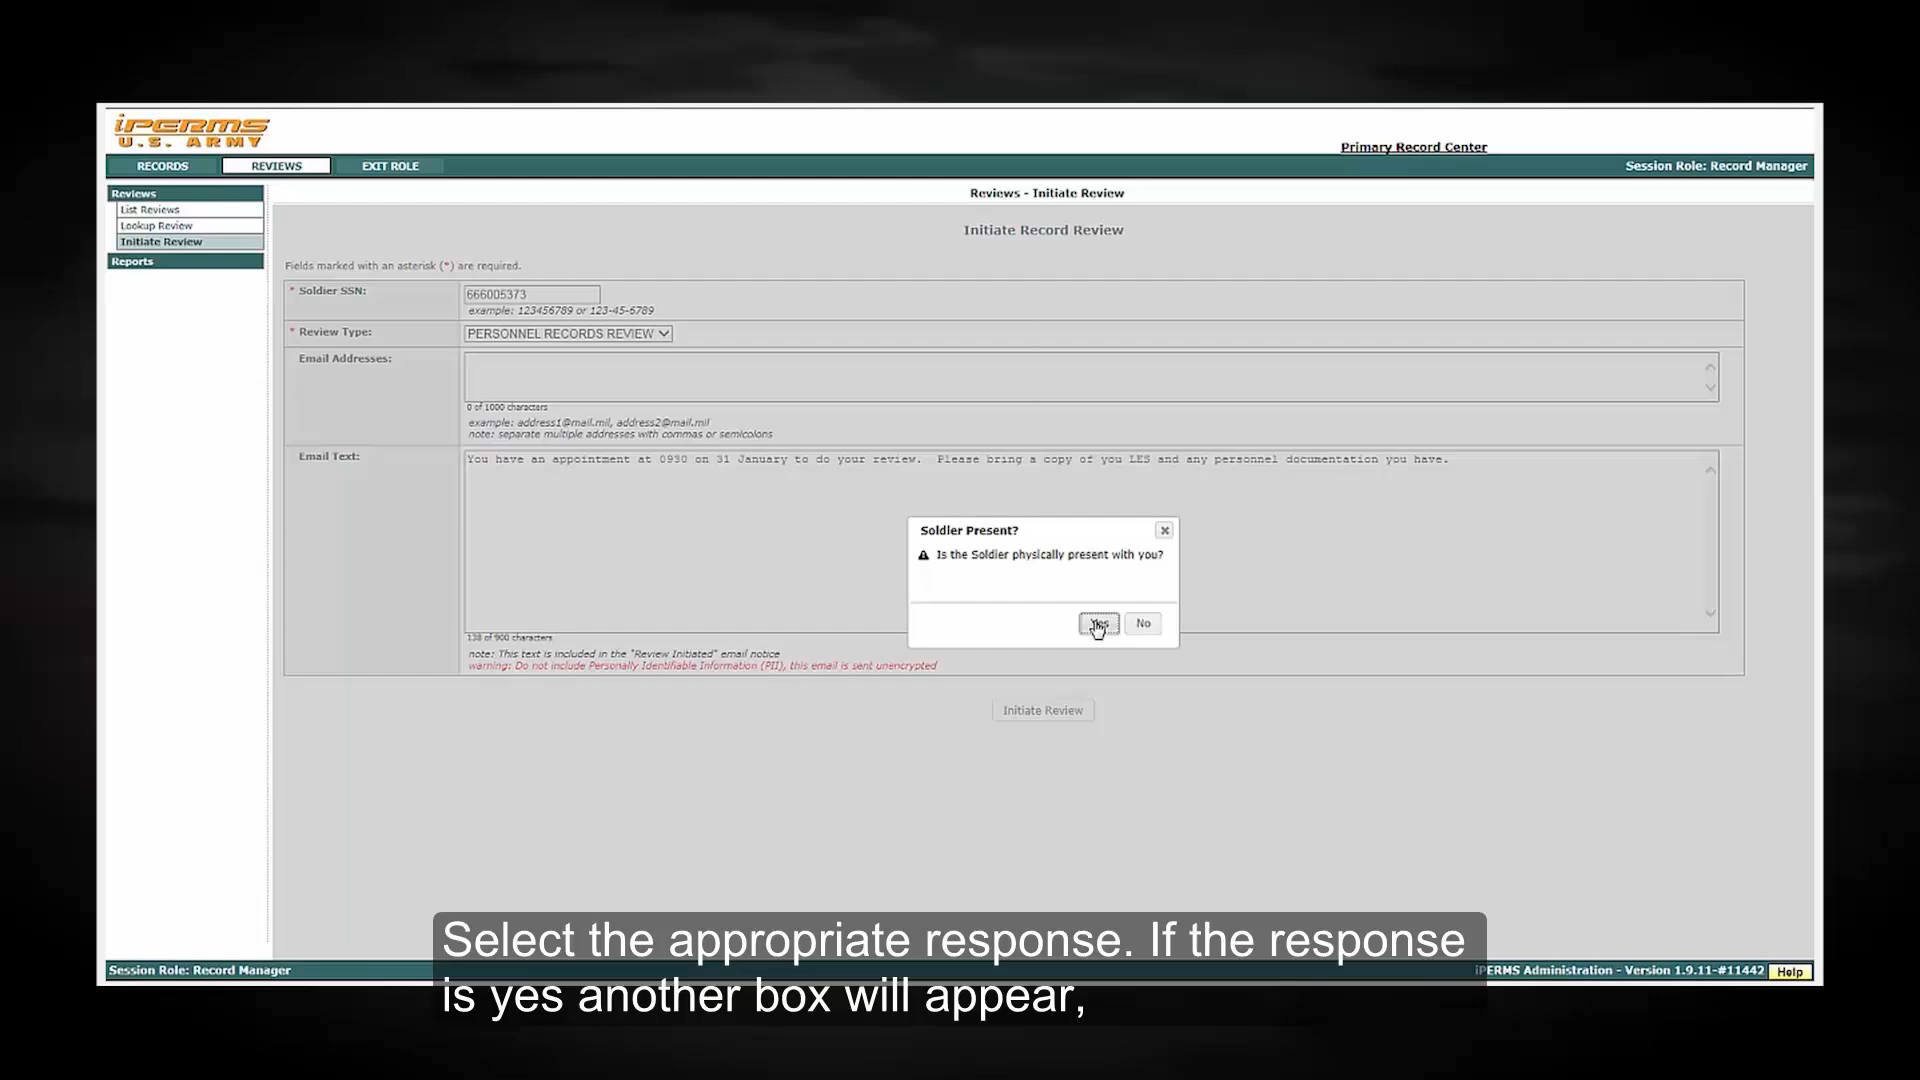 iPERMS
U.S. ARMY
Primary Record Center
RECORDS REVIEWS EXIT ROLE Session Role: Record Manager
Reviews
List Reviews
Lookup Review
Initiate Review
Reports
Reviews - Initiate Review
Initiate Record Review
Fields marked with an asterisk (*) are required.
* Soldier SSN: 666005373
example: 123456789 or 123-45-6789
* Review Type: PERSONNEL RECORDS REVIEW
Email Addresses:
0 of 1000 characters
example: address1@mail.mil, address2@mail.mil
note: separate multiple addresses with commas or semicolons
Email Text: You have an appointment at 0930 on 31 January to do your review. Please bring a copy of you LES and any personnel documentation you have.
Soldier Present?
Is the Soldier physically present with you?
Yes No
138 of 900 characters
note: This text is included in the "Review Initiated" email notice
warning: Do not include Personally Identifiable Information (PII), this email is sent unencrypted
Initiate Review
Session Role: Record Manager iPERMS Administration - Version 1.9.11-#11442 Help
Select the appropriate response. If the response
is yes another box will appear,